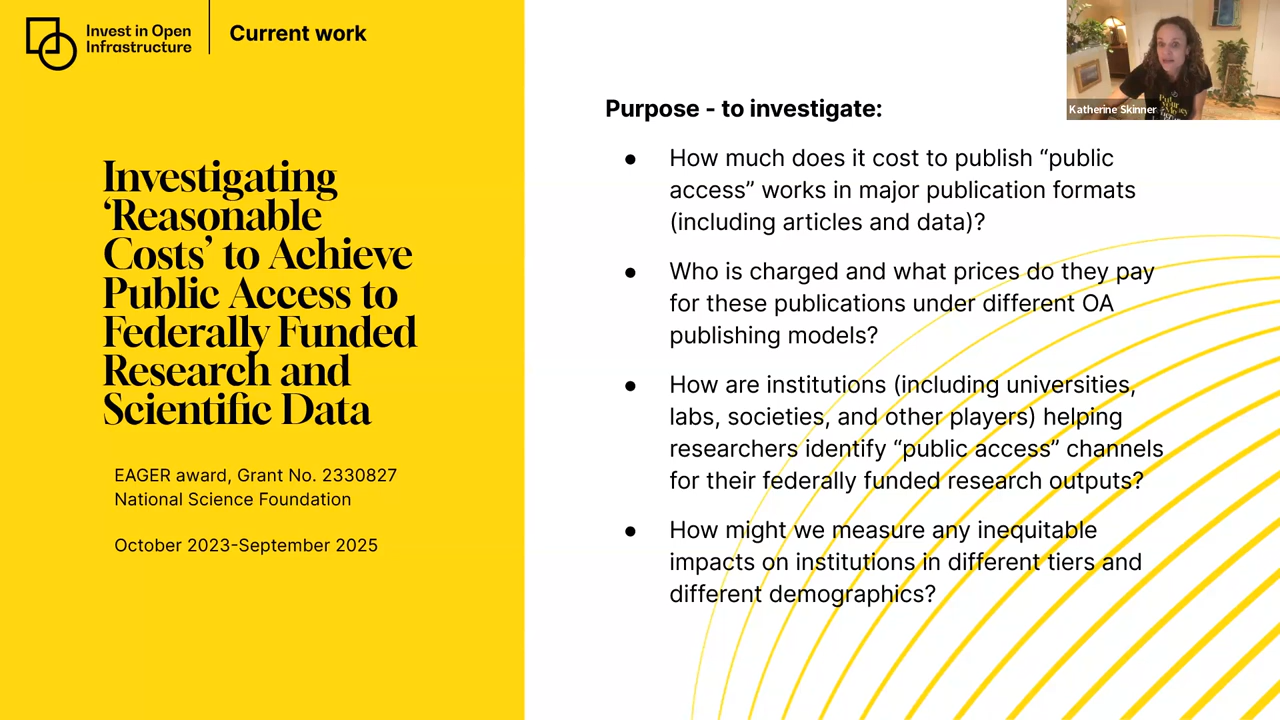 Invest in Open
Infrastructure
Current work
Katherine Skinner
Investigating
‘Reasonable
Costs’ to Achieve
Public Access to
Federally Funded
Research and
Scientific Data
EAGER award, Grant No. 2330827
National Science Foundation
October 2023-September 2025
Purpose - to investigate:
● How much does it cost to publish “public
access” works in major publication formats
(including articles and data)?
● Who is charged and what prices do they pay
for these publications under different OA
publishing models?
● How are institutions (including universities,
labs, societies, and other players) helping
researchers identify “public access” channels
for their federally funded research outputs?
● How might we measure any inequitable
impacts on institutions in different tiers and
different demographics?